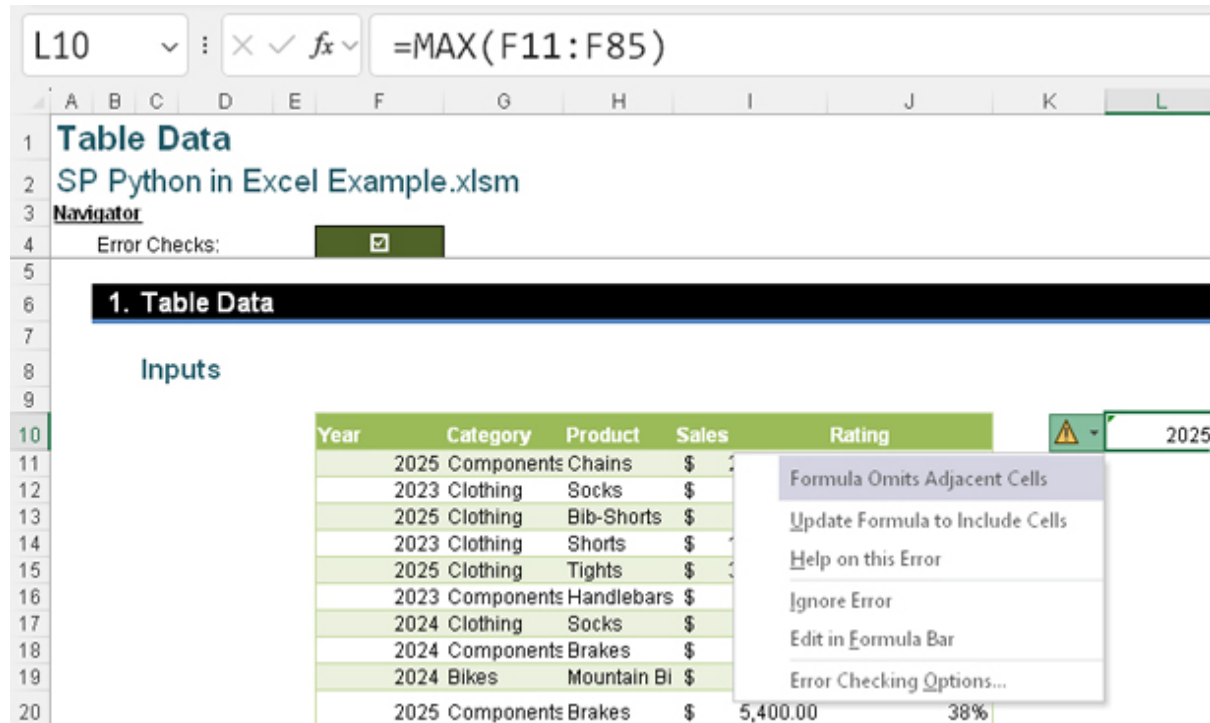 L10 fx =MAX(F11:F85)
A B C D E F G H I J K L
1 Table Data
2 SP Python in Excel Example.xlsm
3 Navigator
4 Error Checks:
5
6 1. Table Data
7
8 Inputs
9
10 Year Category Product Sales Rating 2025
11 2025 Components Chains $
12 2023 Clothing Socks $
13 2025 Clothing Bib-Shorts $
14 2023 Clothing Shorts $
15 2025 Clothing Tights $
16 2023 Components Handlebars $
17 2024 Clothing Socks $
18 2024 Components Brakes $
19 2024 Bikes Mountain Bi $
20 2025 Components Brakes $ 5,400.00 38%
Formula Omits Adjacent Cells
Update Formula to Include Cells
Help on this Error
Ignore Error
Edit in Formula Bar
Error Checking Options...